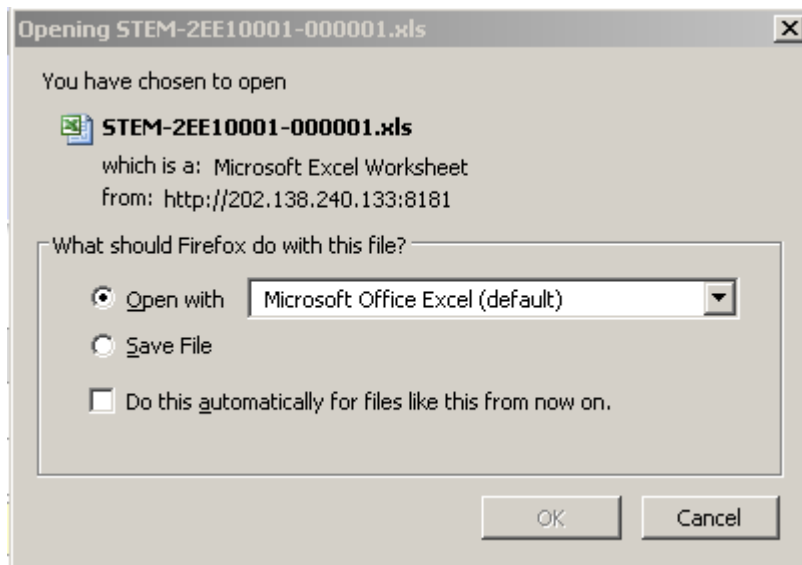 Opening STEM-2EE10001-000001.xls
You have chosen to open
STEM-2EE10001-000001.xls
which is a: Microsoft Excel Worksheet
from: http://202.138.240.133:8181
What should Firefox do with this file?
Open with Microsoft Office Excel (default)
Save File
Do this automatically for files like this from now on.
OK Cancel